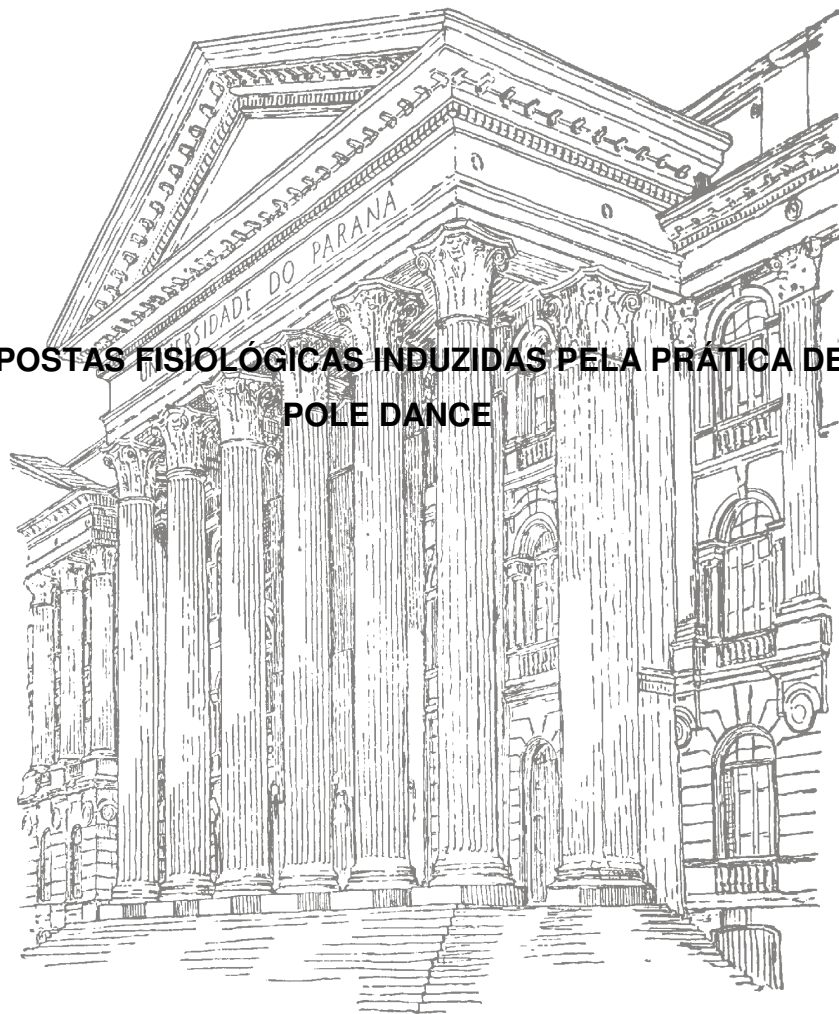 UNIVERSIDADE DO PARANÁ
POSTAS FISIOLÓGICAS INDUZIDAS PELA PRÁTICA DE
POLE DANCE